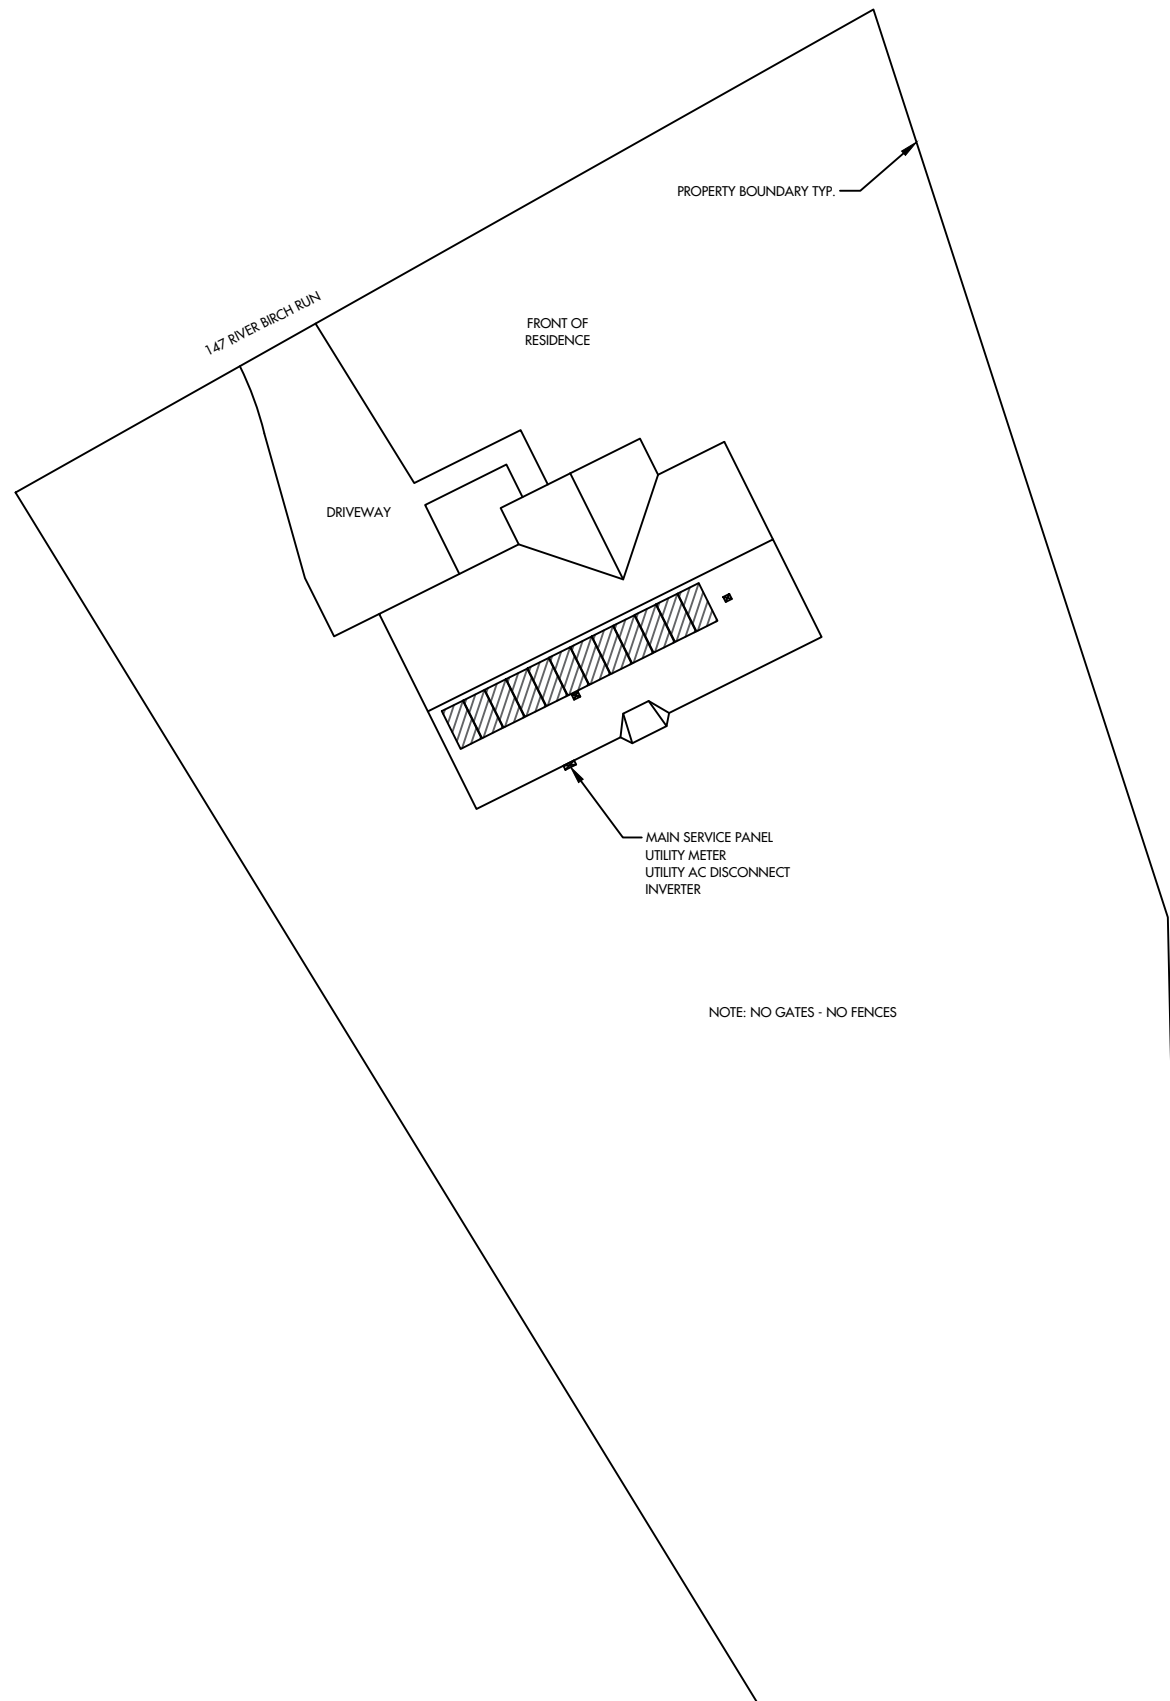 PROPERTY BOUNDARY TYP.
147 RIVER BIRCH RUN
FRONT OF
RESIDENCE
DRIVEWAY
MAIN SERVICE PANEL
UTILITY METER
UTILITY AC DISCONNECT
INVERTER
NOTE: NO GATES - NO FENCES